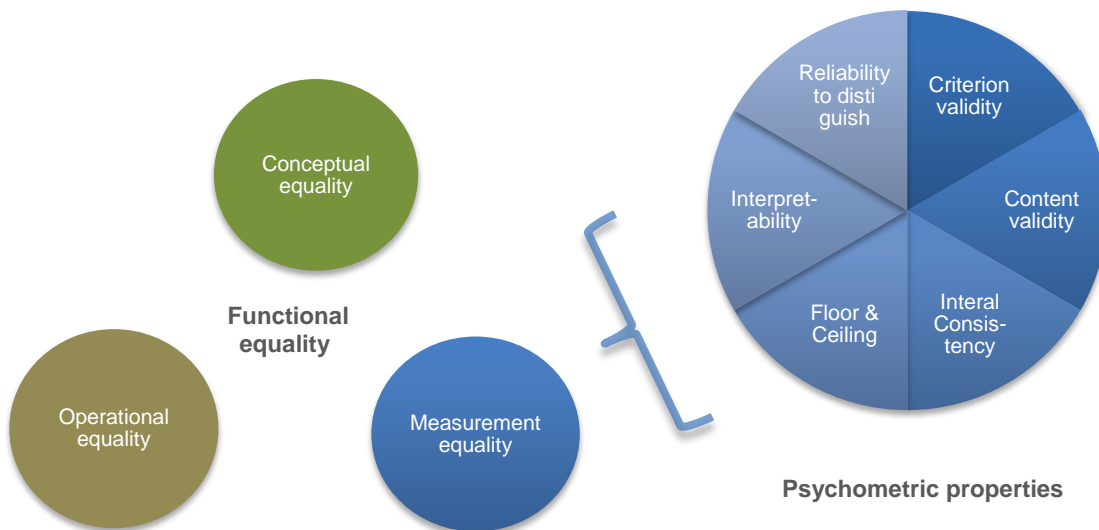 Conceptual
equality
Functional
equality
Operational
equality
Measurement
equality
Reliability
to disti
guish
Criterion
validity
Interpret-
ability
Content
validity
Floor &
Ceiling
Interal
Consis-
tency
Psychometric properties